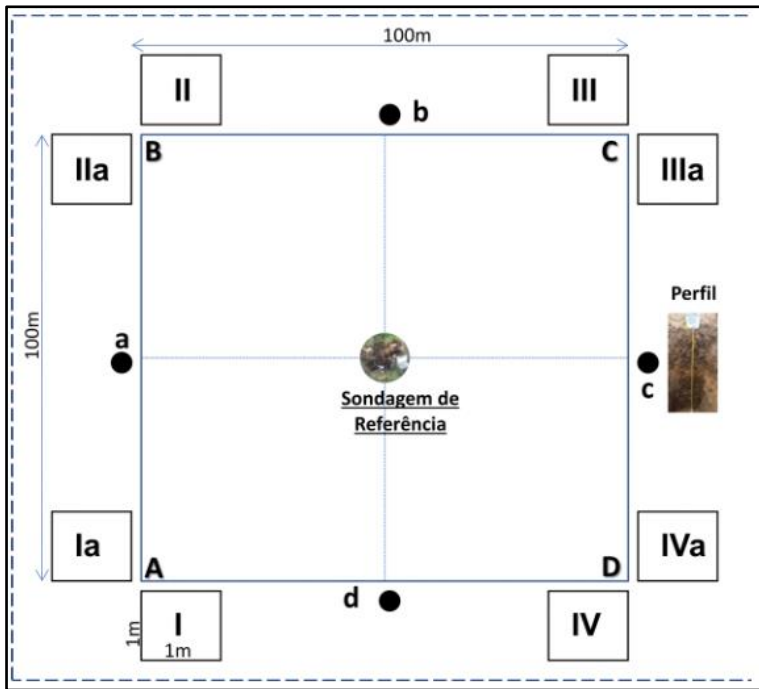 100m
II
III
b
B
C
IIa
IIIa
Perfil
100m
a
c
Sondagem de
Referência
Ia
IVa
A
D
d
I
IV
1m
1m